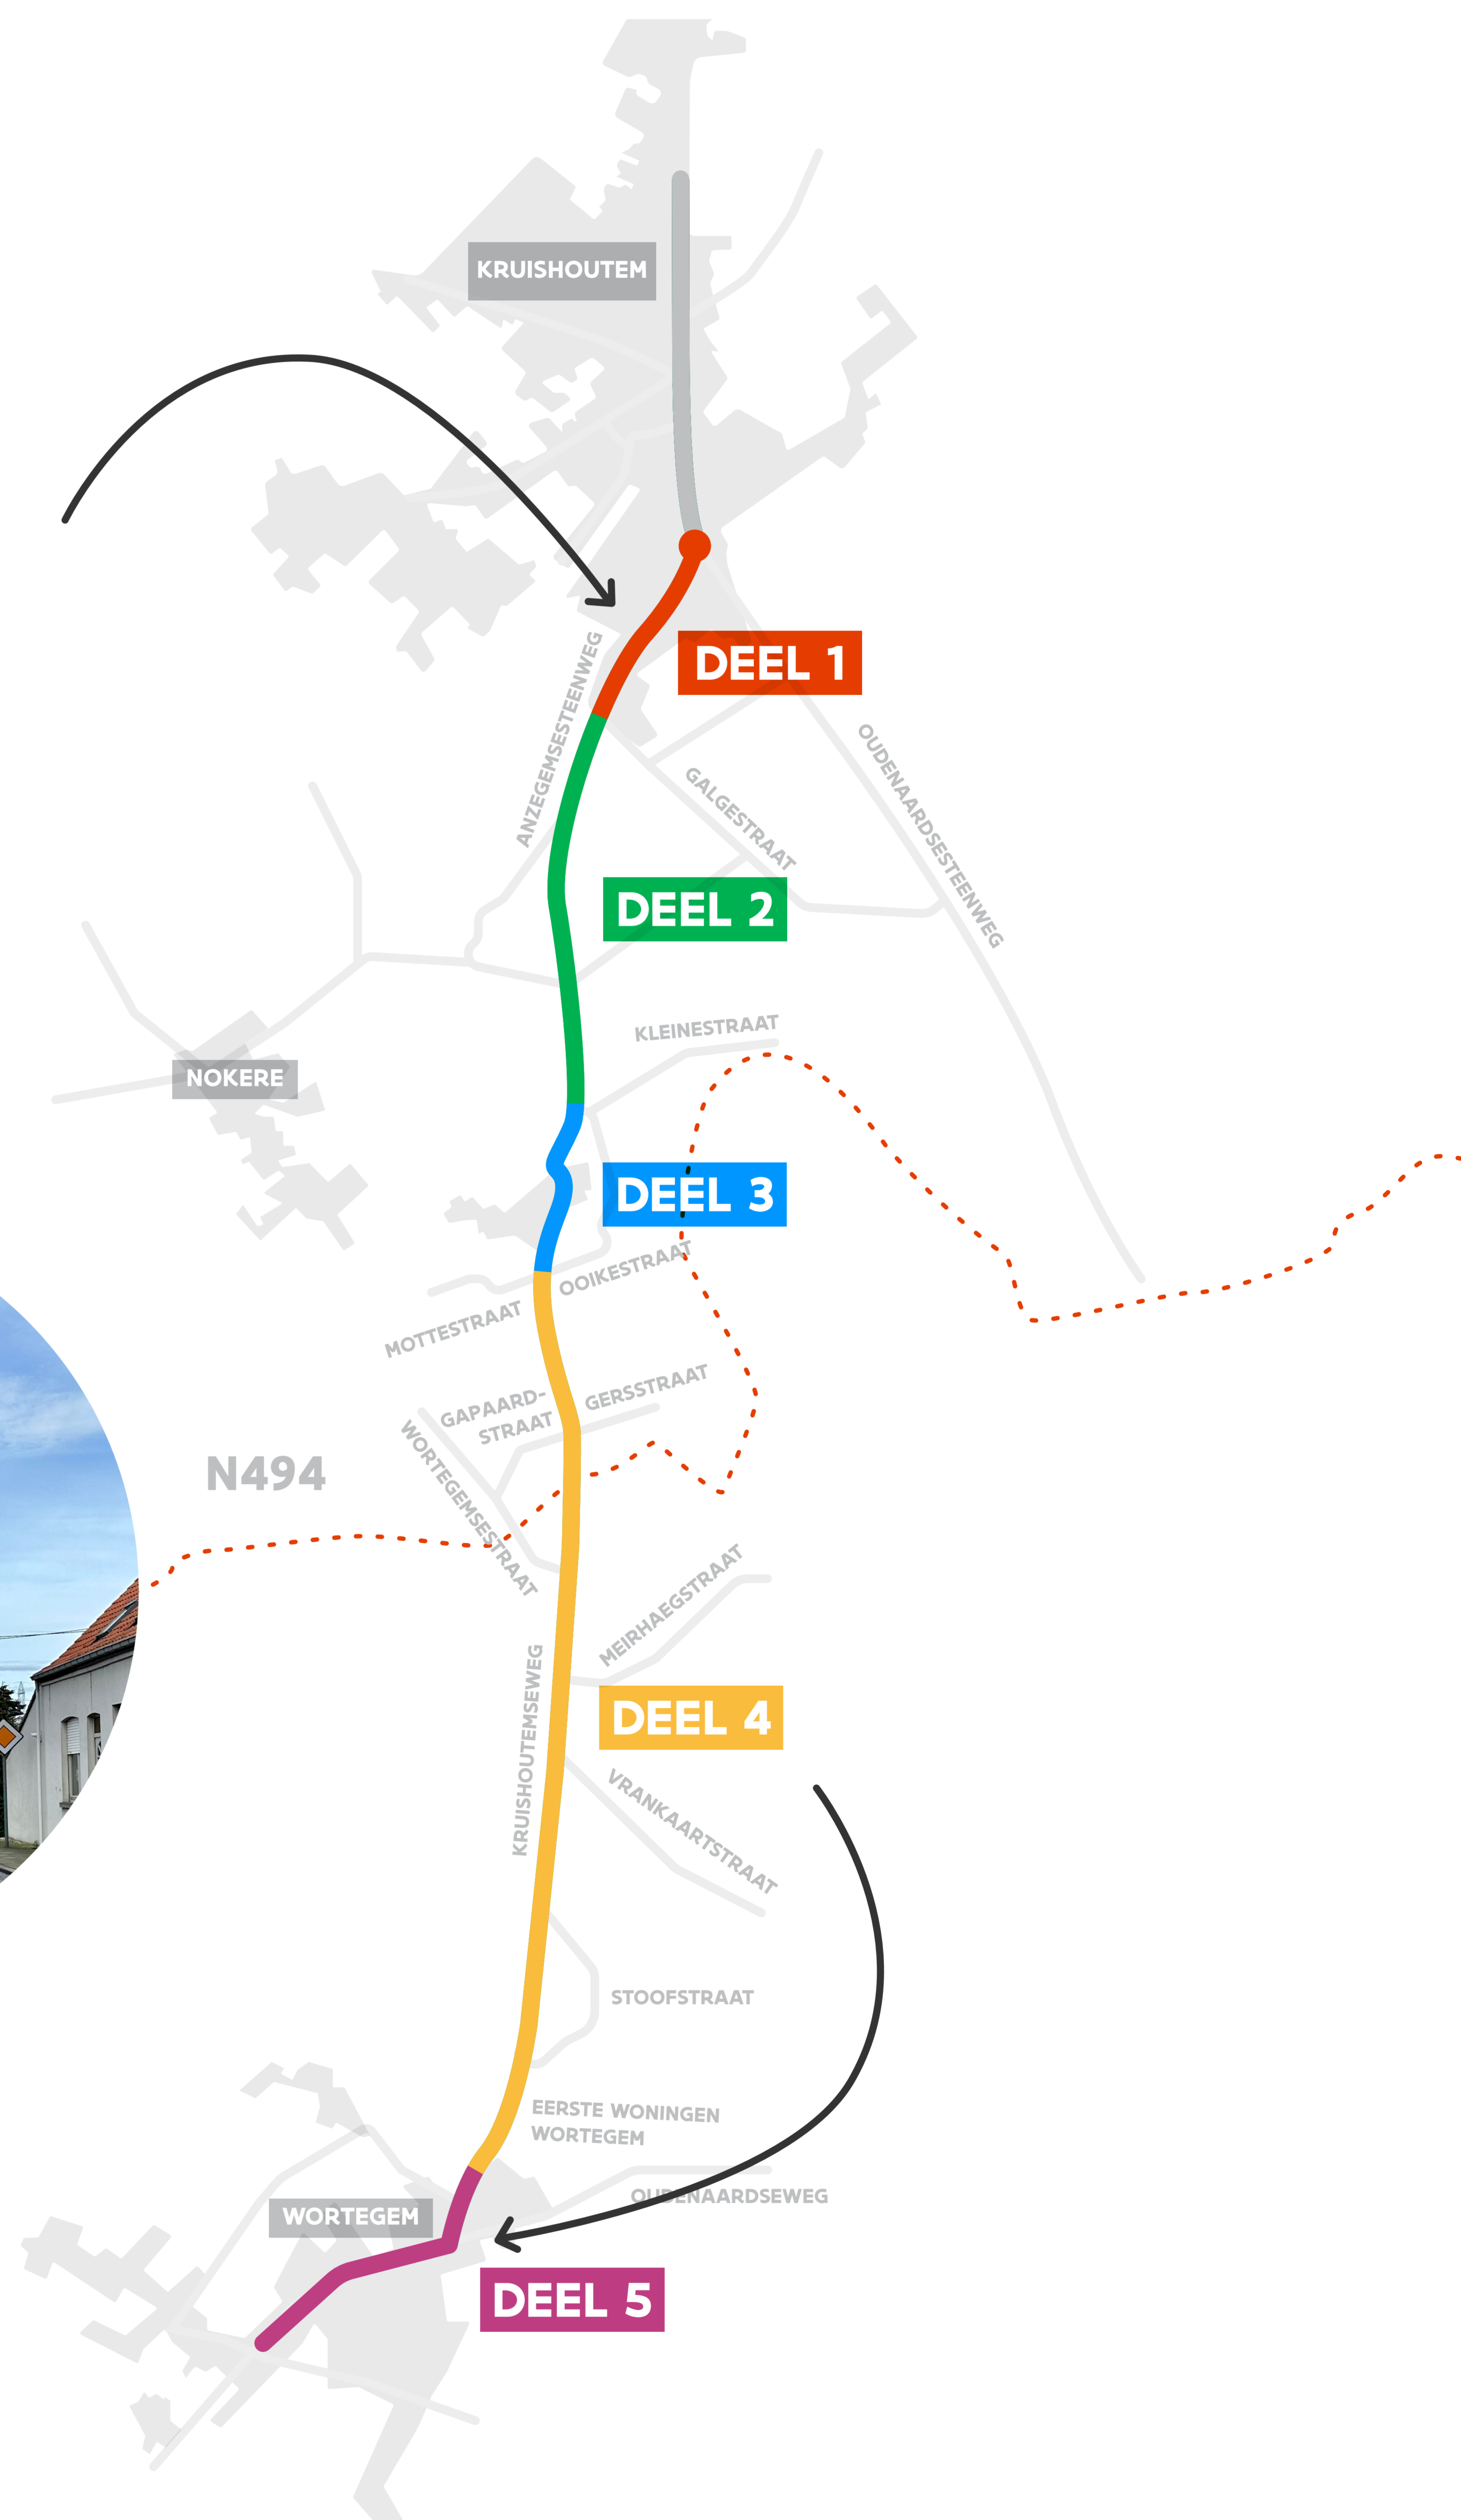 KRUISHOUTEM
DEEL 1
ANZEGEMSESTEENWEG
OUDENAARDSESTEENWEG
GALGESTRAAT
DEEL 2
KLEINESTRAAT
NOKERE
DEEL 3
OOIKESTRAAT
MOTTESTRAAT
GERSSTRAAT
GAPAARD-
STRAAT
WORTEGEMSESTRAAT
N494
MEIRHAEGSTRAAT
KRUISHOUTEMSEWEG
DEEL 4
VRANKAARTSTRAAT
STOOFSTRAAT
EERSTE WONINGEN
WORTEGEM
OUDENAARDSEWEG
WORTEGEM
DEEL 5